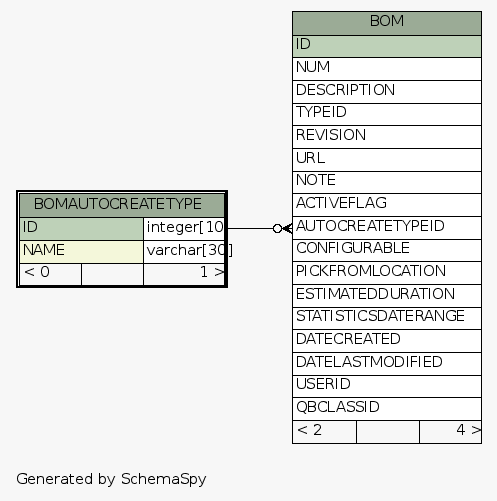 BOMAUTOCREATETYPE
ID integer[10
NAME varchar[30]
< 0 1 >
BOM
ID
NUM
DESCRIPTION
TYPEID
REVISION
URL
NOTE
ACTIVEFLAG
AUTOCREATETYPEID
CONFIGURABLE
PICKFROMLOCATION
ESTIMATEDDURATION
STATISTICSDATERANGE
DATECREATED
DATELASTMODIFIED
USERID
QBCLASSID
< 2 4 >
Generated by SchemaSpy